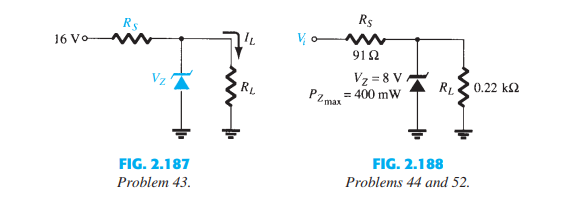 R_S
16 V
I_L
V_Z
R_L
FIG. 2.187
Problem 43.
R_S
V_i
91 Ω
V_Z = 8 V
P_Zmax = 400 mW
R_L
0.22 kΩ
FIG. 2.188
Problems 44 and 52.